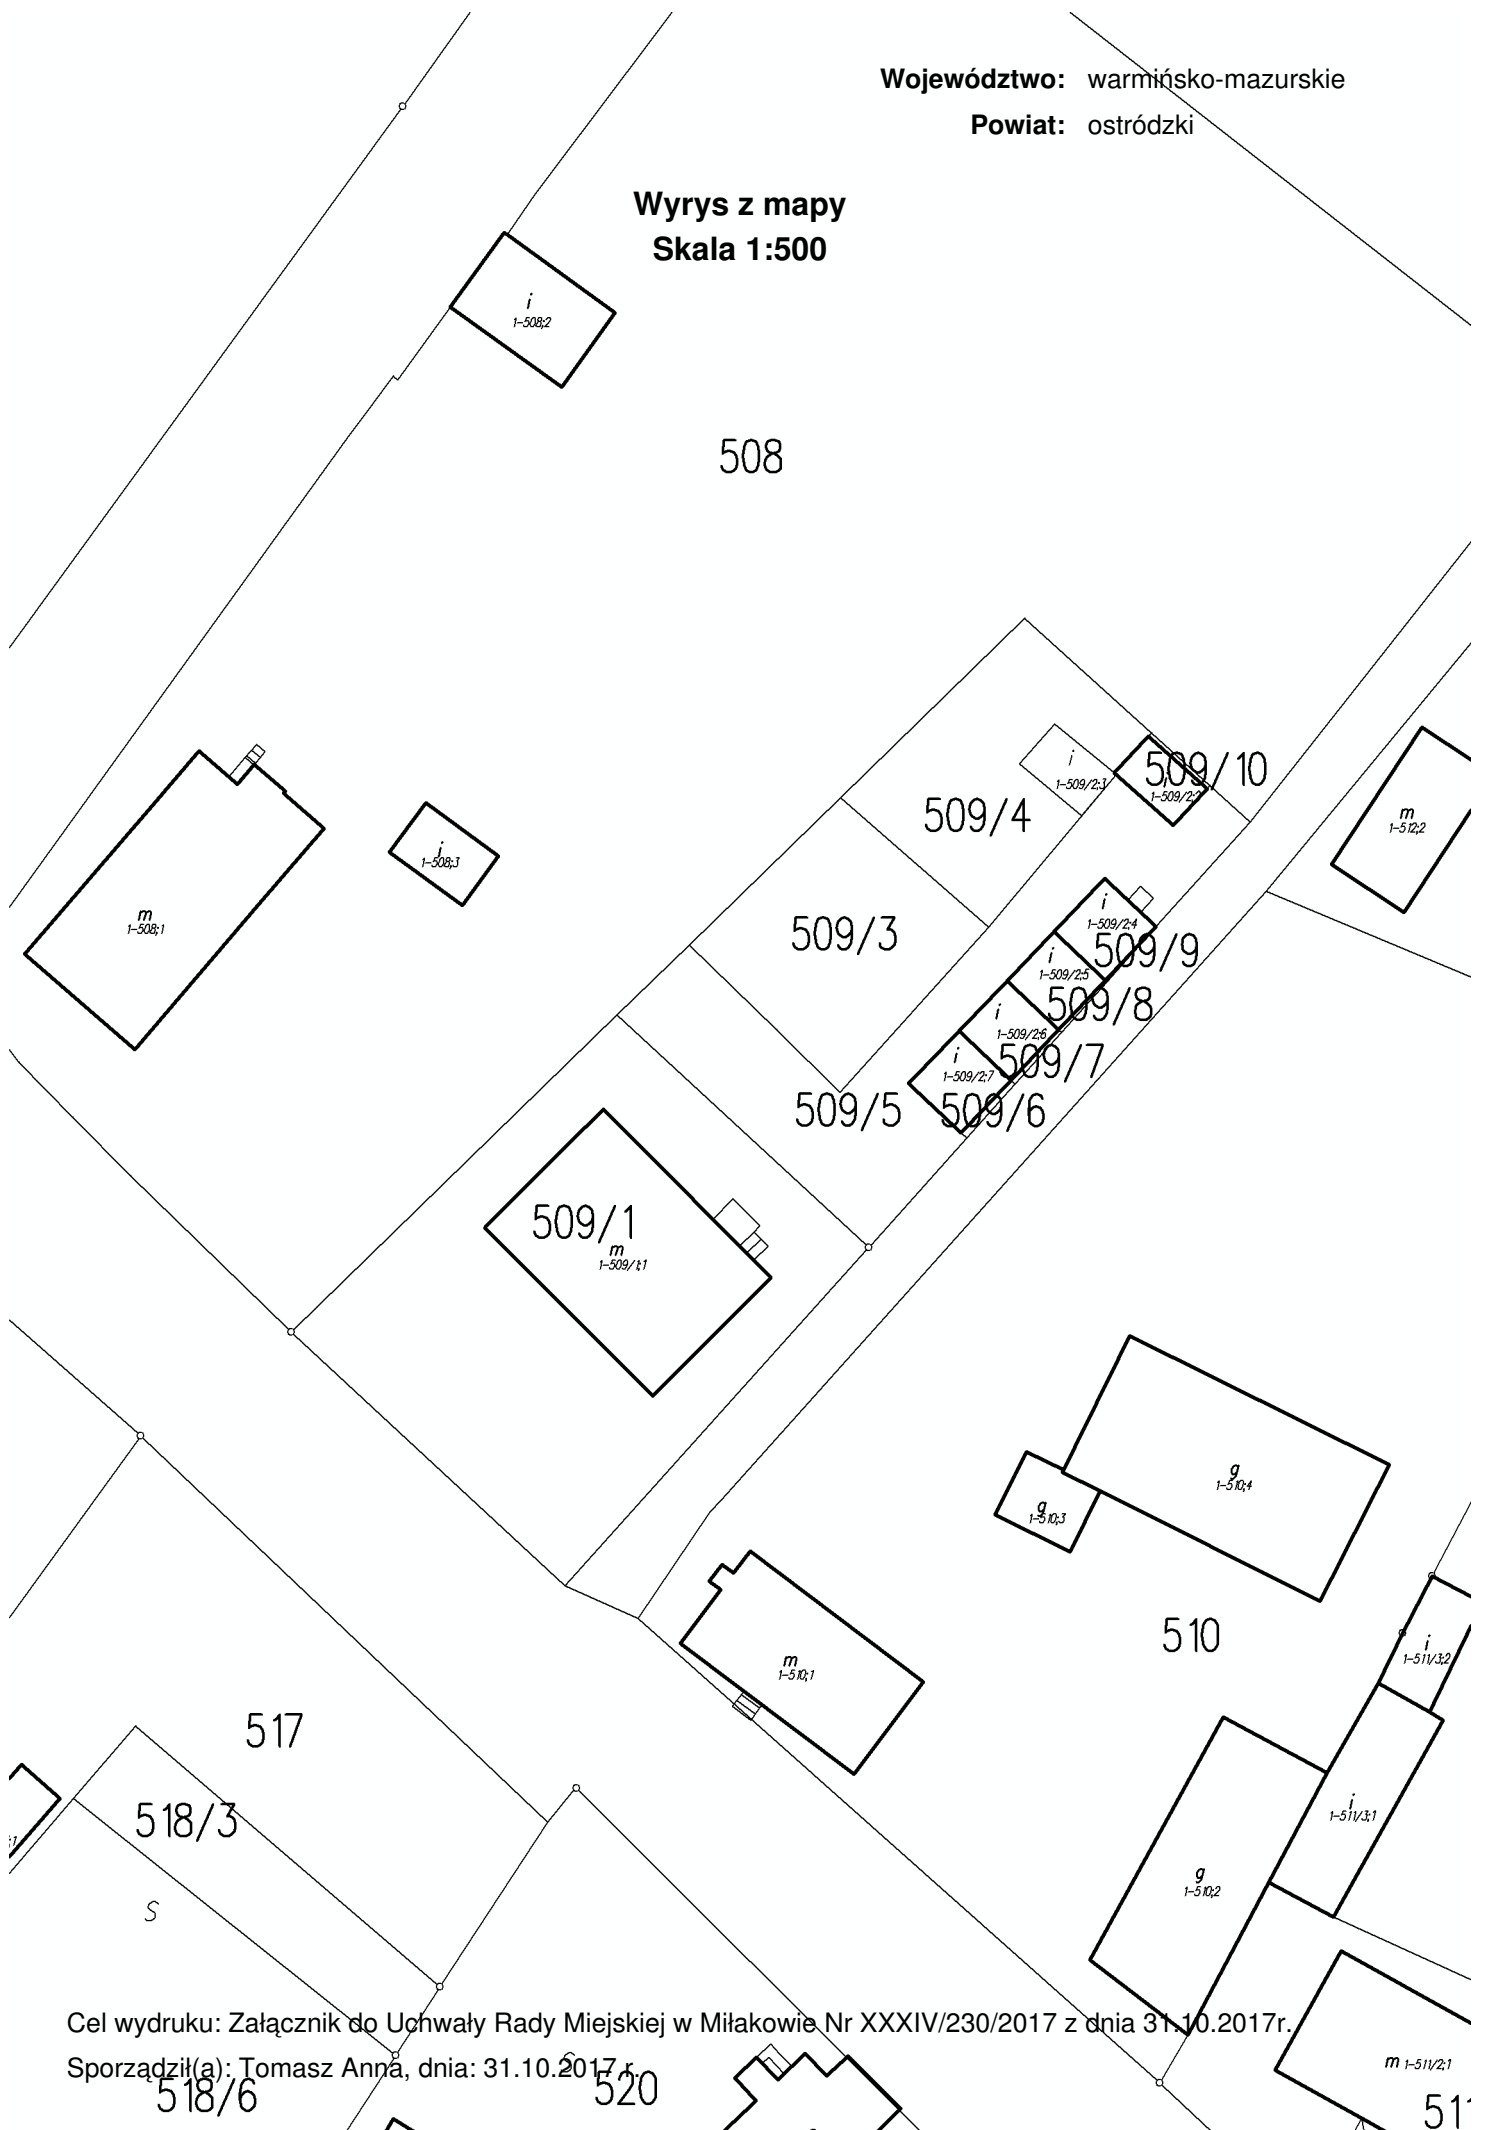 Województwo: warmińsko-mazurskie
Powiat: ostródzki
Wyrys z mapy
Skala 1:500
i
1-508;2
508
i
1-509/2;3
509/10
1-509/2;2
509/4
m
1-512;2
i
1-508;3
m
1-508;1
509/3
i
1-509/2;4
509/9
i
1-509/2;5
509/8
i
1-509/2;6
509/7
i
1-509/2;7
509/5
509/6
509/1
m
1-509/1;1
g
1-510;4
g
1-510;3
510
i
1-511/3;2
m
1-510;1
517
518/3
i
1-511/3;1
g
1-510;2
S
Cel wydruku: Załącznik do Uchwały Rady Miejskiej w Miłakowie Nr XXXIV/230/2017 z dnia 31.10.2017r.
Sporządził(a): Tomasz Anna, dnia: 31.10.2017 r.
S
m 1-511/2;1
518/6
520
511